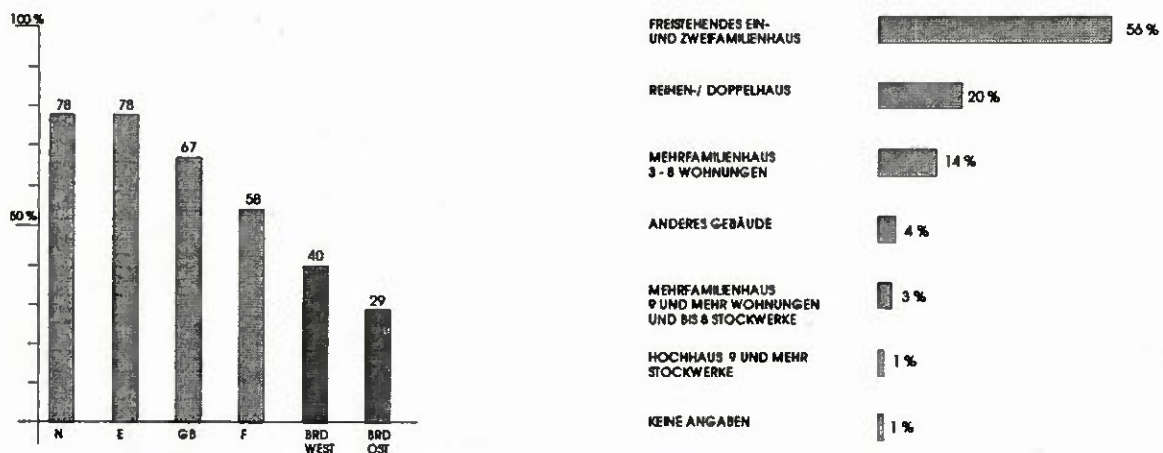 100 %
78
78
67
58
50 %
40
29
N
E
GB
F
BRD
WEST
BRD
OST
FREISTEHENDES EIN-
UND ZWEIFAMILIENHAUS
56 %
REIHEN-/ DOPPELHAUS
20 %
MEHRFAMILIENHAUS
3 - 8 WOHNUNGEN
14 %
ANDERES GEBÄUDE
4 %
MEHRFAMILIENHAUS
9 UND MEHR WOHNUNGEN
UND BIS 8 STOCKWERKE
3 %
HOCHHAUS 9 UND MEHR
STOCKWERKE
1 %
KEINE ANGABEN
1 %